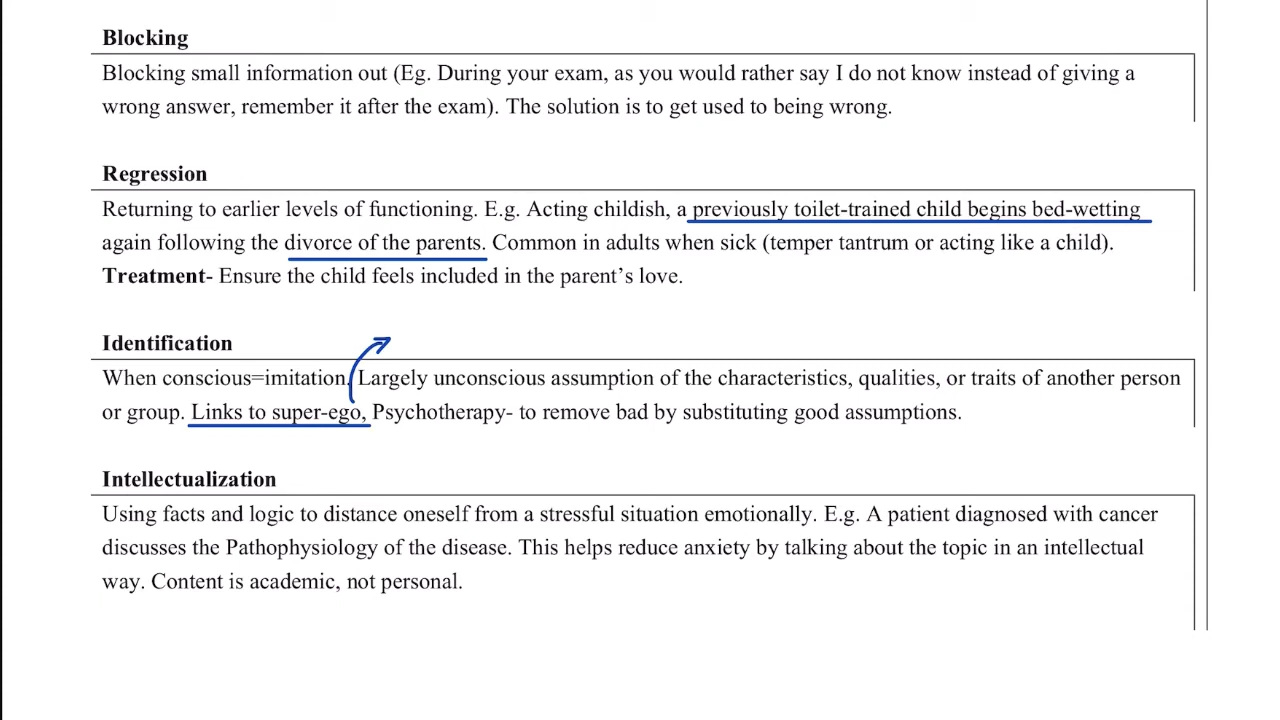 Blocking
Blocking small information out (Eg. During your exam, as you would rather say I do not know instead of giving a
wrong answer, remember it after the exam). The solution is to get used to being wrong.
Regression
Returning to earlier levels of functioning. E.g. Acting childish, a previously toilet-trained child begins bed-wetting
again following the divorce of the parents. Common in adults when sick (temper tantrum or acting like a child).
Treatment- Ensure the child feels included in the parent’s love.
Identification
When conscious=imitation. Largely unconscious assumption of the characteristics, qualities, or traits of another person
or group. Links to super-ego, Psychotherapy- to remove bad by substituting good assumptions.
Intellectualization
Using facts and logic to distance oneself from a stressful situation emotionally. E.g. A patient diagnosed with cancer
discusses the Pathophysiology of the disease. This helps reduce anxiety by talking about the topic in an intellectual
way. Content is academic, not personal.